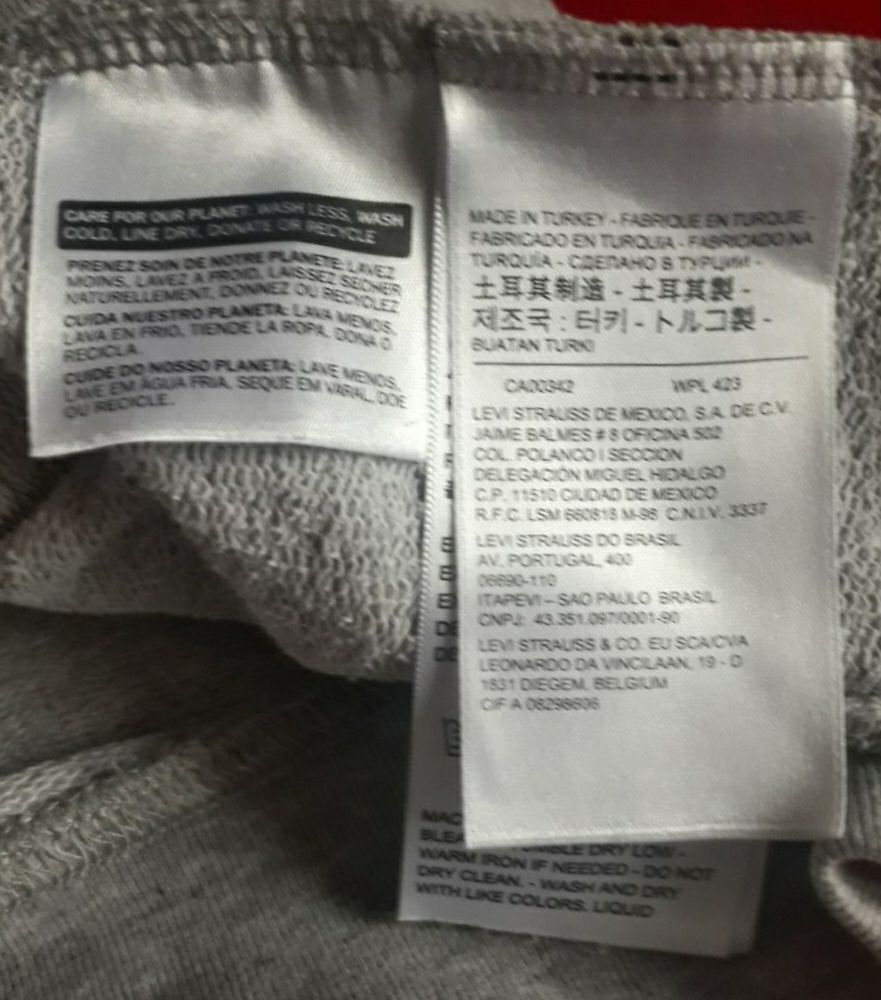 CARE FOR OUR PLANET: WASH LESS, WASH
COLD, LINE DRY, DONATE OR RECYCLE
PRENEZ SOIN DE NOTRE PLANETE: LAVEZ
MOINS, LAVEZ A FROID, LAISSEZ SECHER
NATURELLEMENT, DONNEZ OU RECYCLEZ
CUIDA NUESTRO PLANETA: LAVA MENOS,
LAVA EN FRIO, TIENDE LA ROPA, DONA O
RECICLA.
CUIDE DO NOSSO PLANETA: LAVE MENOS,
LAVE EM ÁGUA FRIA, SEQUE EM VARAL, DOE
OU RECICLE.
MADE IN TURKEY - FABRIQUE EN TURQUIE -
FABRICADO EN TURQUIA - FABRICADO NA
TURQUÍA - СДЕЛАНО В ТУРЦИИ -
土耳其制造 - 土耳其製 -
제조국 : 터키 - トルコ製 -
BUATAN TURKI
CA00342 WPL 423
LEVI STRAUSS DE MEXICO, S.A. DE C.V.
JAIME BALMES # 8 OFICINA 502
COL. POLANCO I SECCION
DELEGACIÓN MIGUEL HIDALGO
C.P. 11510 CIUDAD DE MEXICO
R.F.C. LSM 660818 M-98 C.N.I.V. 3337
LEVI STRAUSS DO BRASIL
AV. PORTUGAL, 400
06690-110
ITAPEVI – SAO PAULO BRASIL
CNPJ: 43.351.097/0001-90
LEVI STRAUSS & CO. EU SCA/CVA
LEONARDO DA VINCILAAN, 19 - D
1831 DIEGEM, BELGIUM
CIF A 08298606
DRY LOW -
WARM IRON IF NEEDED - DO NOT
DRY CLEAN. - WASH AND DRY
WITH LIKE COLORS. LIQUID